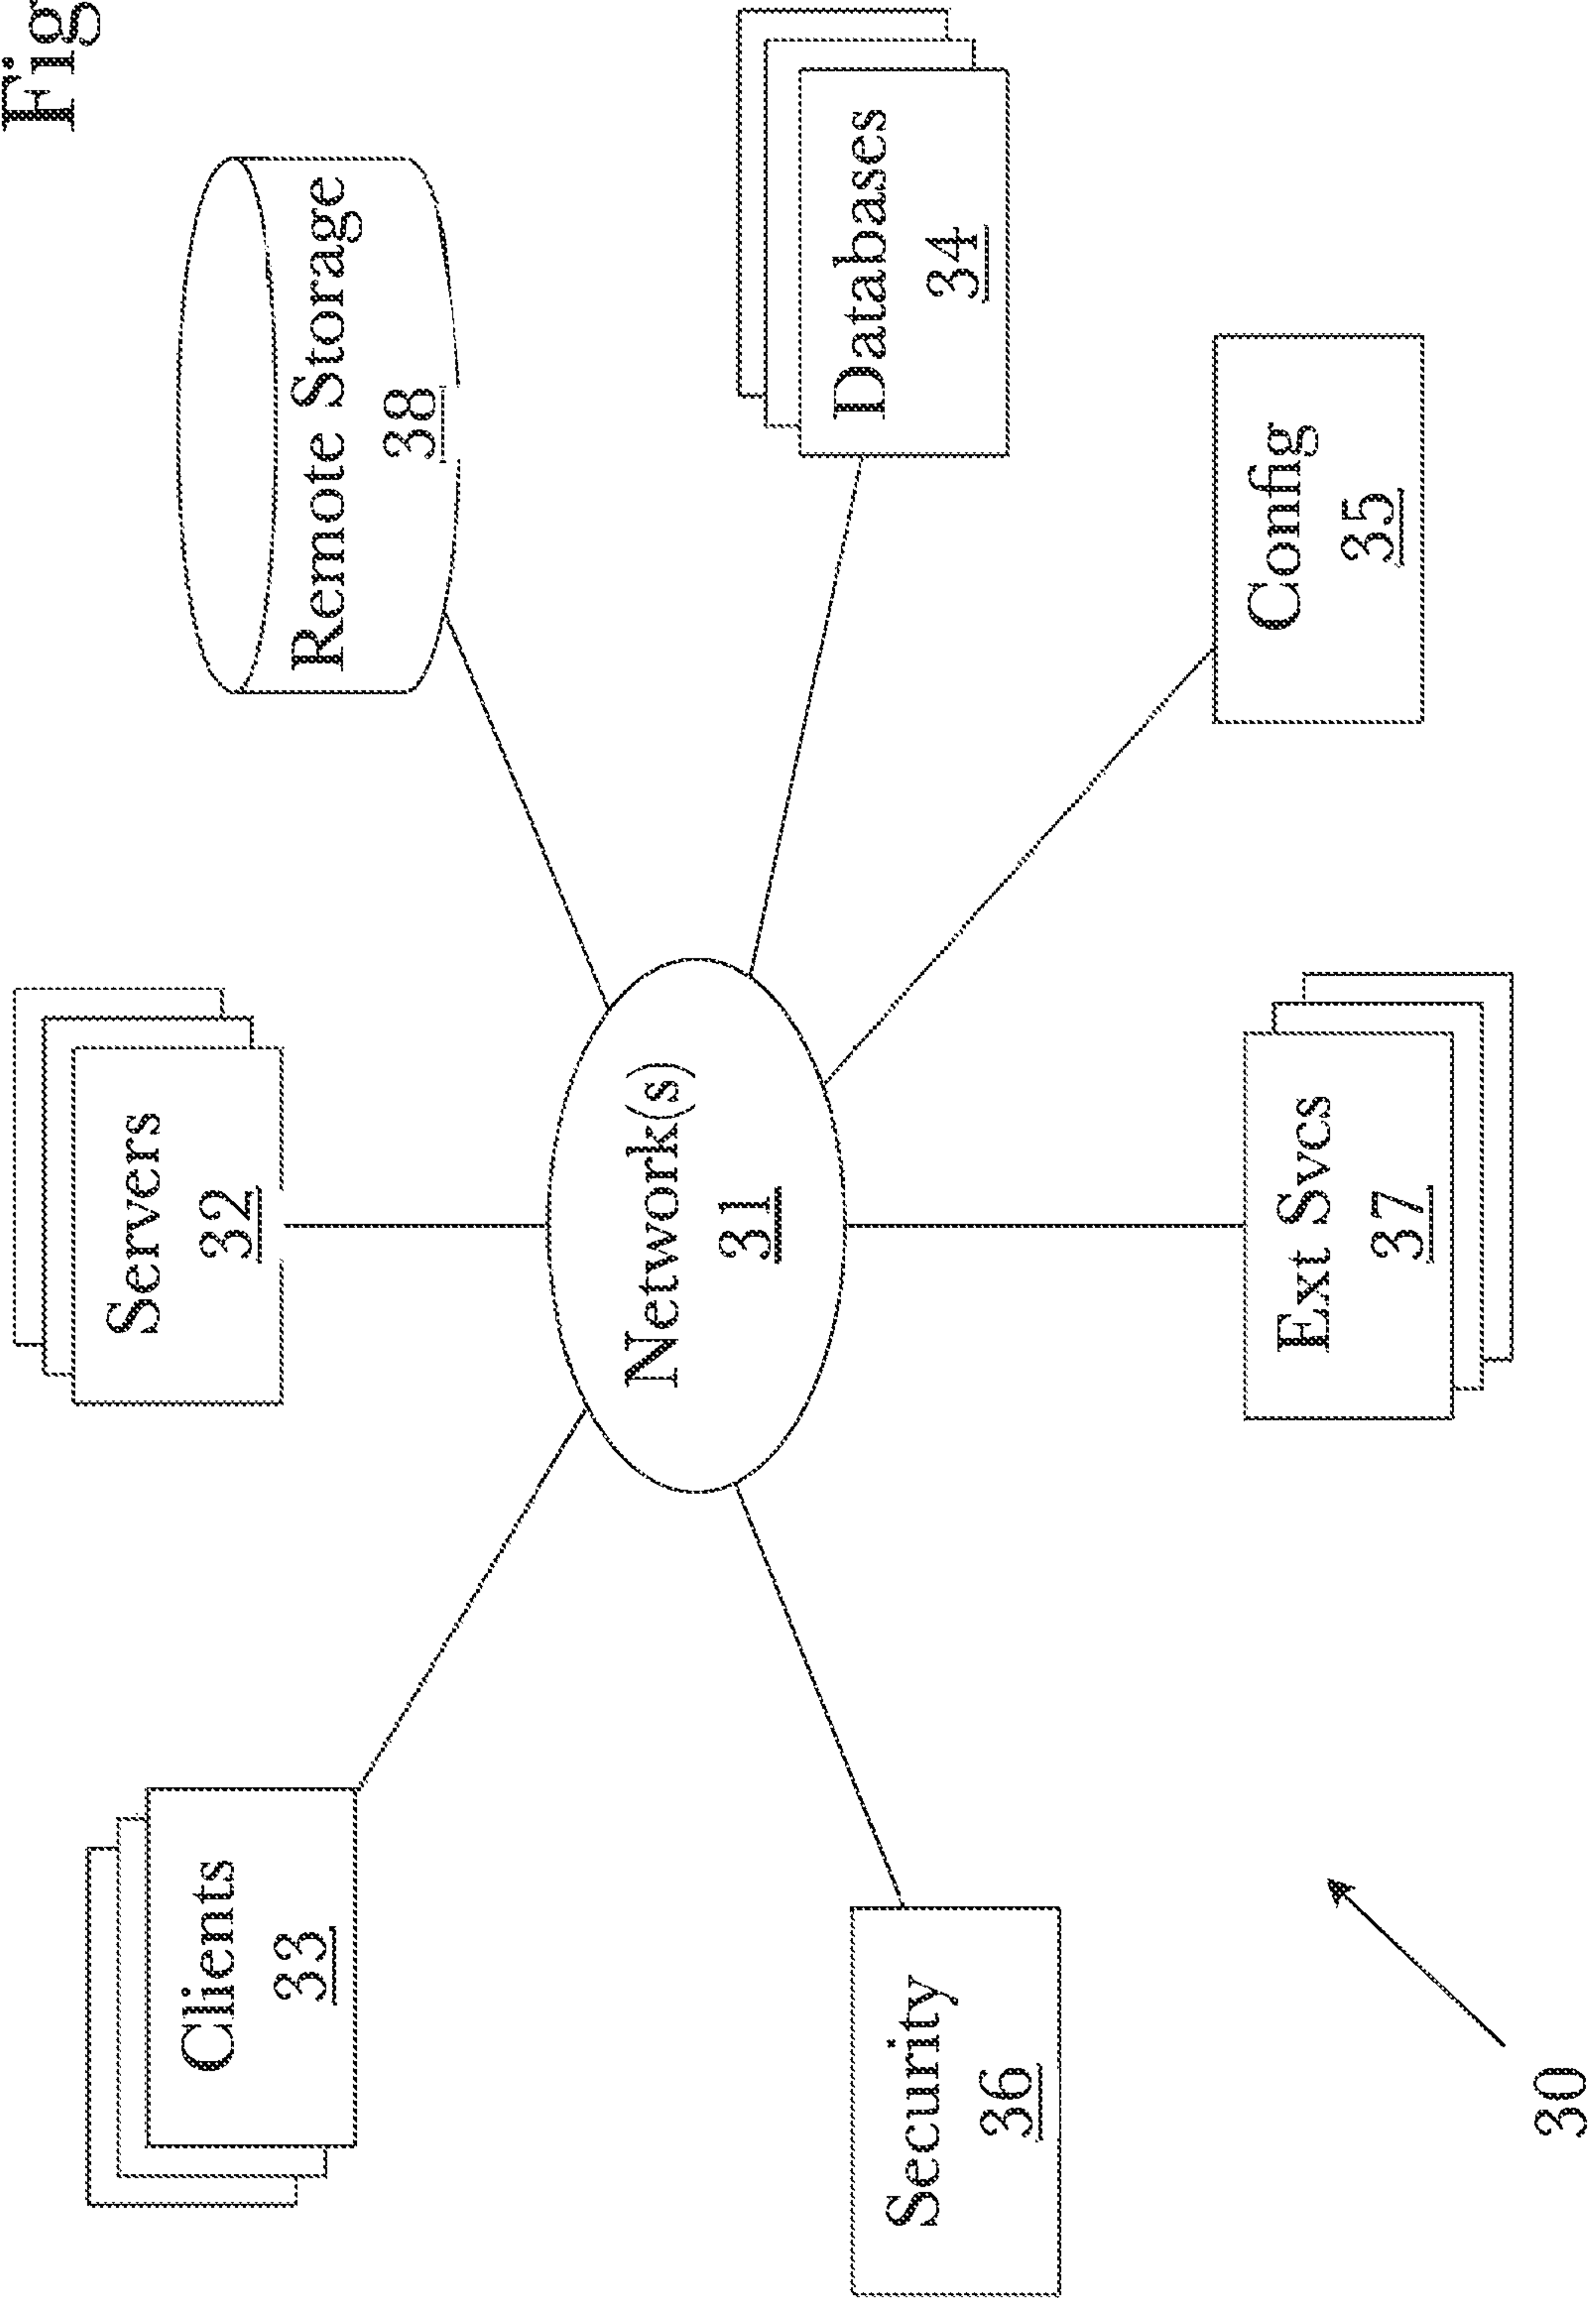 Fig
Servers
32
Clients
33
Remote Storage
38
Network(s)
31
Databases
34
Security
36
Config
35
Ext Svcs
37
30